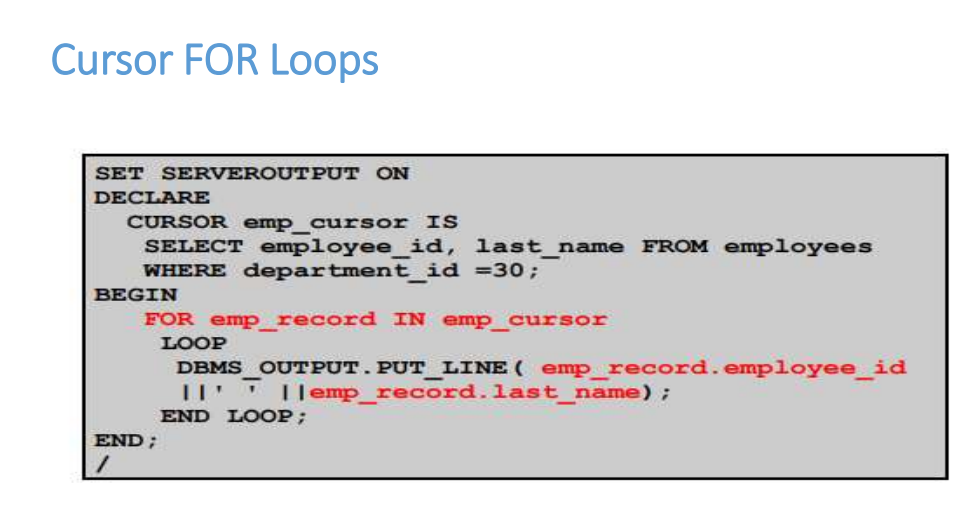 Cursor FOR Loops
SET SERVEROUTPUT ON
DECLARE
CURSOR emp_cursor IS
SELECT employee_id, last_name FROM employees
WHERE department_id =30;
BEGIN
FOR emp_record IN emp_cursor
LOOP
DBMS_OUTPUT.PUT_LINE( emp_record.employee_id
||' ' ||emp_record.last_name);
END LOOP;
END;
/